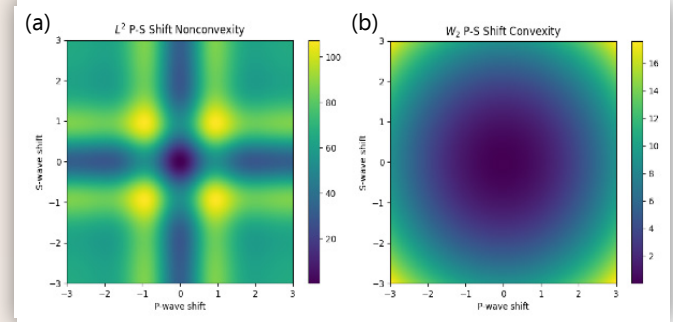 (a)
L² P-S Shift Nonconvexity
3
2
1
0
−1
−2
−3
S-wave shift
−3 −2 −1 0 1 2 3
P-wave shift
100
80
60
40
20
(b)
W₂ P-S Shift Convexity
3
2
1
0
−1
−2
−3
S-wave shift
−3 −2 −1 0 1 2 3
P-wave shift
16
14
12
10
8
6
4
2